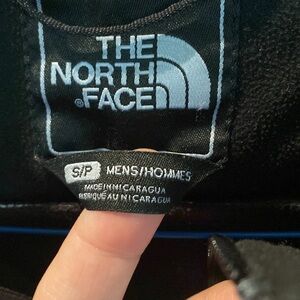 THE
NORTH
FACE
®
S/P MENS/HOMMES
MADE IN NICARAGUA
FABRIQUÉ AU NICARAGUA